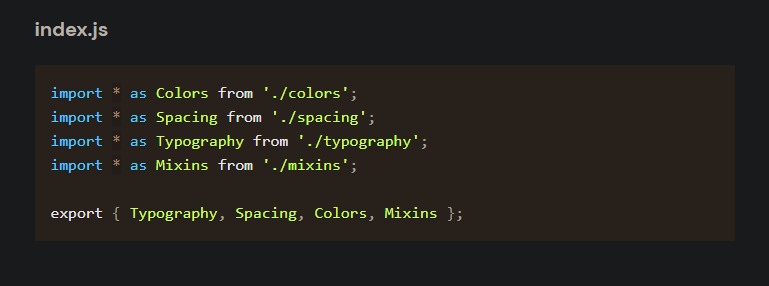 index.js
import * as Colors from './colors';
import * as Spacing from './spacing';
import * as Typography from './typography';
import * as Mixins from './mixins';
export { Typography, Spacing, Colors, Mixins };